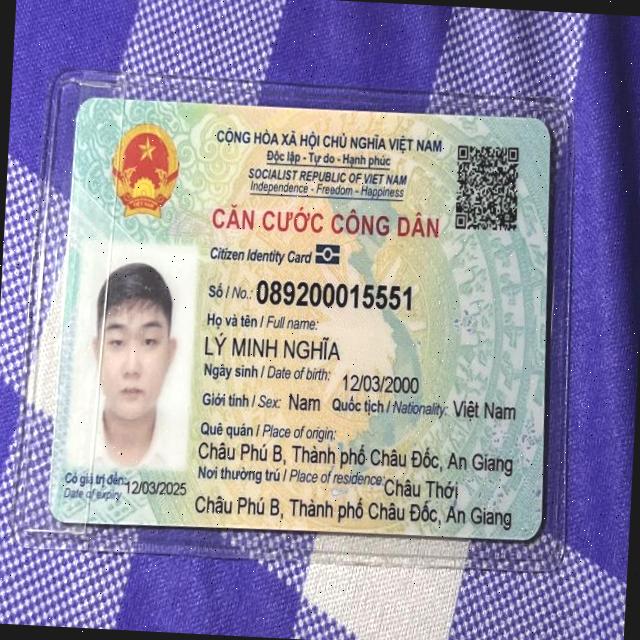 CỘNG HÒA XÃ HỘI CHỦ NGHĨA VIỆT NAM
Độc lập - Tự do - Hạnh phúc
SOCIALIST REPUBLIC OF VIET NAM
Independence - Freedom - Happiness
CĂN CƯỚC CÔNG DÂN
Citizen Identity Card
Số / No.: 089200015551
Họ và tên / Full name:
LÝ MINH NGHĨA
Ngày sinh / Date of birth: 12/03/2000
Giới tính / Sex: Nam Quốc tịch / Nationality: Việt Nam
Quê quán / Place of origin:
Châu Phú B, Thành phố Châu Đốc, An Giang
Nơi thường trú / Place of residence: Châu Thới
Châu Phú B, Thành phố Châu Đốc, An Giang
Có giá trị đến: 12/03/2025
Date of expiry